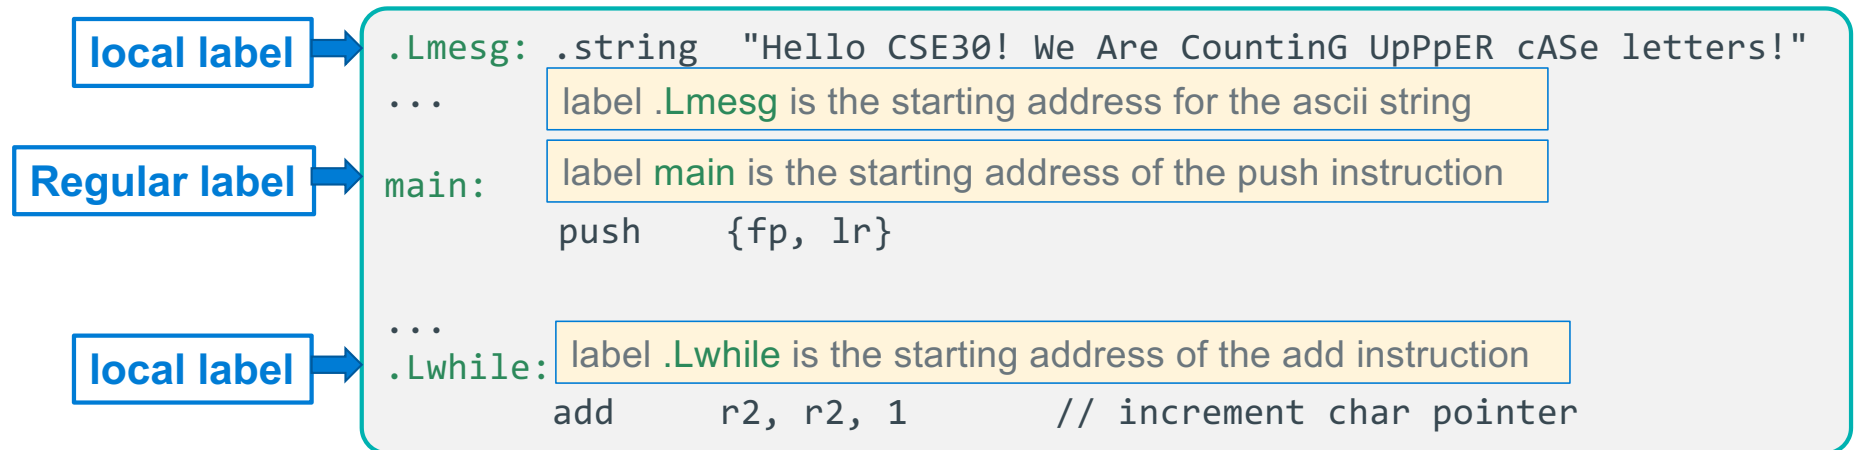 local label
.Lmesg: .string "Hello CSE30! We Are CountinG UpPpER cASe letters!"
... label .Lmesg is the starting address for the ascii string
Regular label
main: label main is the starting address of the push instruction
push {fp, lr}
...
local label
.Lwhile: label .Lwhile is the starting address of the add instruction
add r2, r2, 1 // increment char pointer